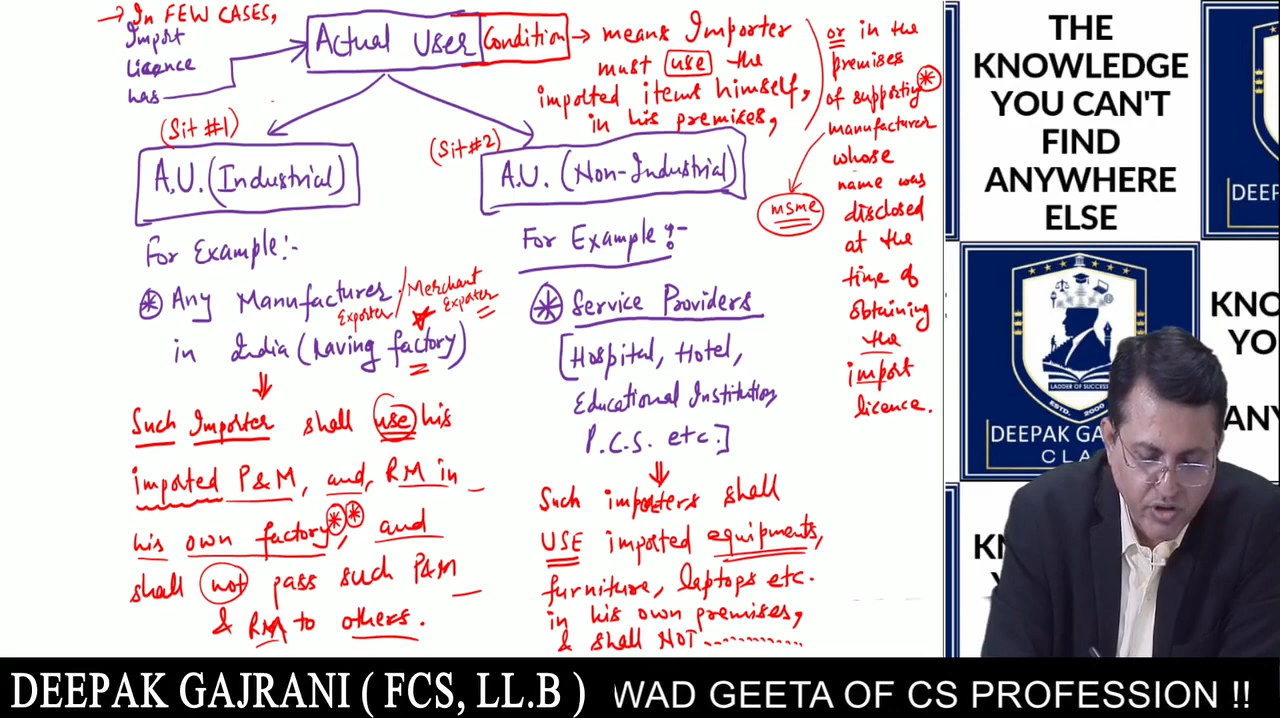 → In FEW CASES,
Import
Licence
has
Actual User Condition → means Importer
must use the
imported items himself,
in his premises,
or in the
premises
of supporting *
manufacturer
whose
name was
disclosed
at the
time of
obtaining
the
import
licence.
msme
(Sit #1)
A.U. (Industrial)
For Example:-
* Any Manufacturer / Merchant
Exporter Exporter
in India (having factory)
Such Importer shall use his
imported P&M, and, RM in
his own factory**, and
shall not pass such P&M
& RM to others.
(Sit #2)
A.U. (Non-Industrial)
For Example:-
* Service Providers
[Hospital, Hotel,
Educational Institution,
P.C.S. etc.]
Such importers shall
USE imported equipments,
furniture, laptops etc.
in his own premises,
& shall NOT ............
THE
KNOWLEDGE
YOU CAN'T
FIND
ANYWHERE
ELSE
DEEP
LADDER OF SUCCESS
ESTD. 2000
DEEPAK GAJ
CLA
KNO
YO
ANY
KN
DEEPAK GAJRANI ( FCS, LL.B ) WAD GEETA OF CS PROFESSION !!